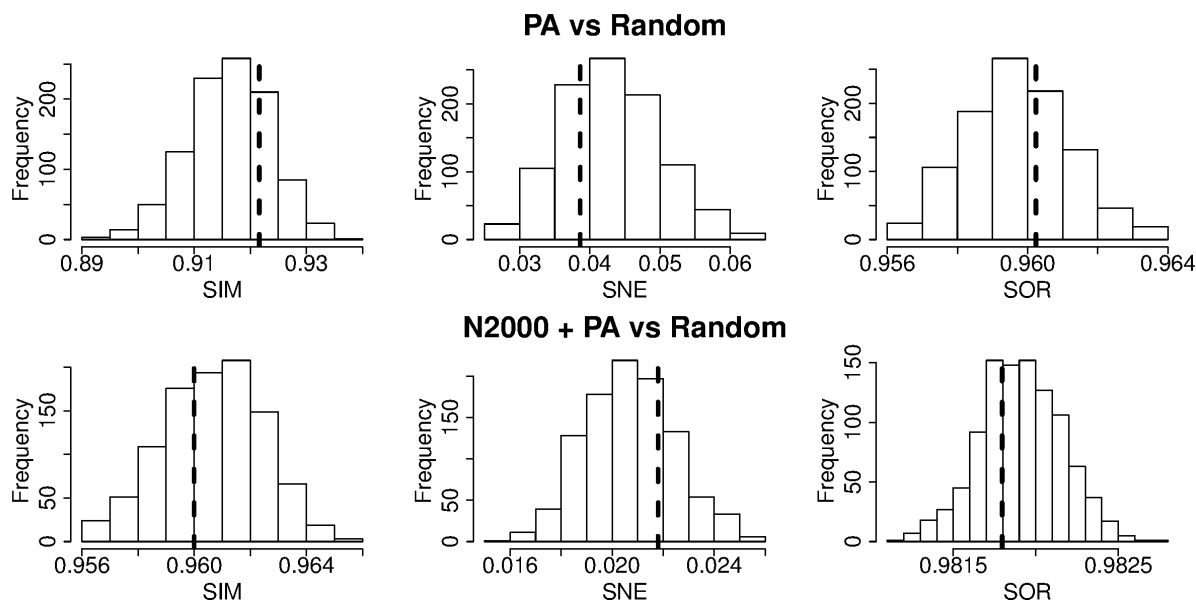 PA vs Random
Frequency
0 100 200
0.89 0.91 0.93
SIM
Frequency
0 100 200
0.03 0.04 0.05 0.06
SNE
Frequency
0 100 200
0.956 0.960 0.964
SOR
N2000 + PA vs Random
Frequency
0 50 150
0.956 0.960 0.964
SIM
Frequency
0 50 150
0.016 0.020 0.024
SNE
Frequency
0 50 100 150
0.9815 0.9825
SOR